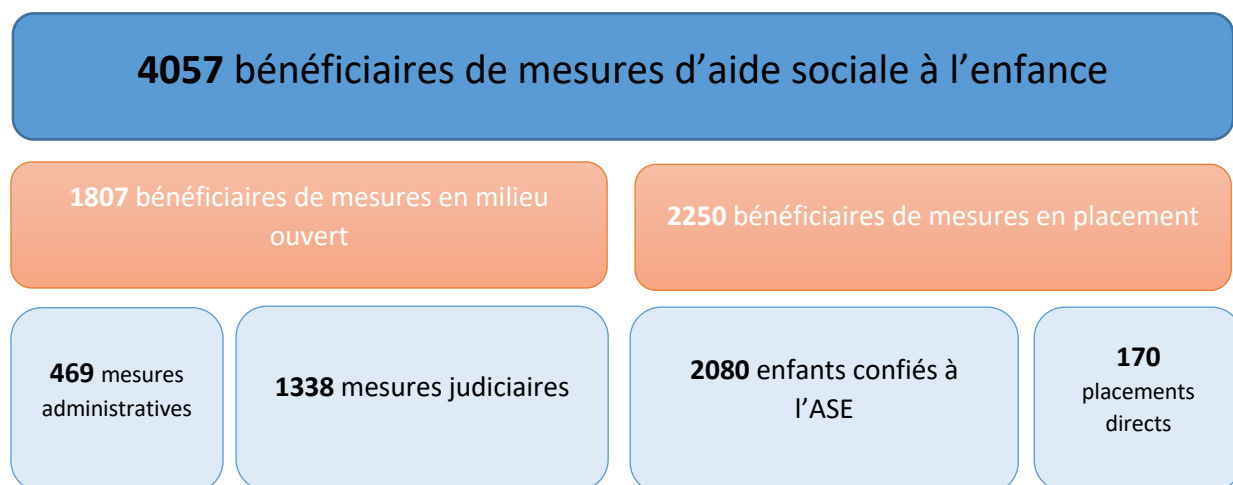 4057 bénéficiaires de mesures d’aide sociale à l’enfance
1807 bénéficiaires de mesures en milieu
ouvert
2250 bénéficiaires de mesures en placement
469 mesures
administratives
1338 mesures judiciaires
2080 enfants confiés à
l’ASE
170
placements
directs